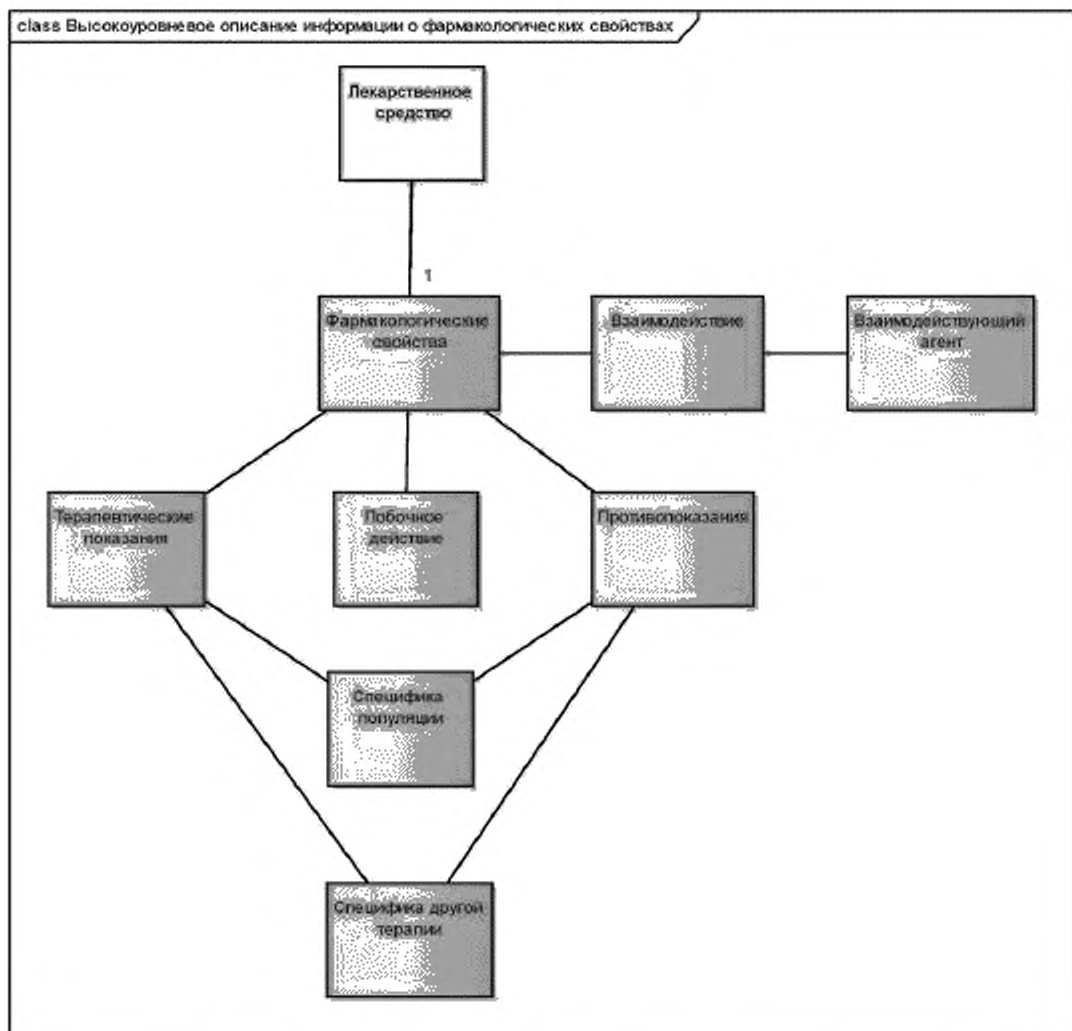 class Высокоуровневое описание информации о фармакологических свойствах
Лекарственное
средство
1
Фармакологические
свойства
Взаимодействие
Взаимодействующий
агент
Терапевтические
показания
Побочное
действие
Противопоказания
Специфика
популяции
Специфика другой
терапии